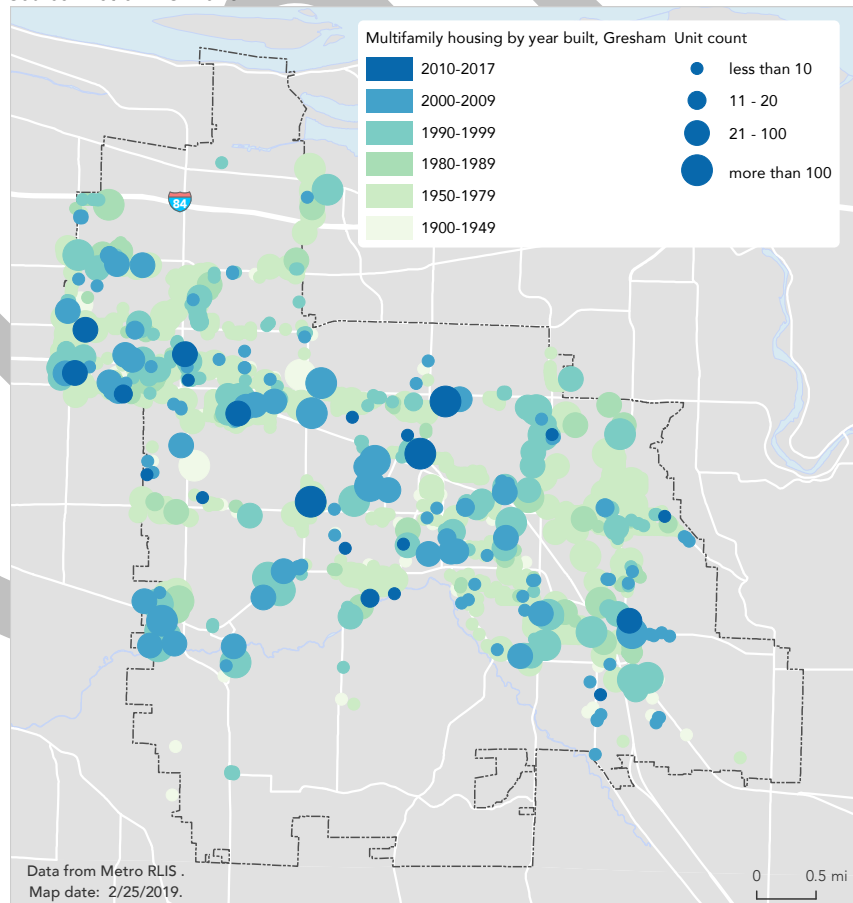 Multifamily housing by year built, Gresham Unit count
2010-2017
less than 10
2000-2009
11 - 20
1990-1999
21 - 100
1980-1989
more than 100
1950-1979
1900-1949
84
Data from Metro RLIS .
Map date: 2/25/2019.
0 0.5 mi